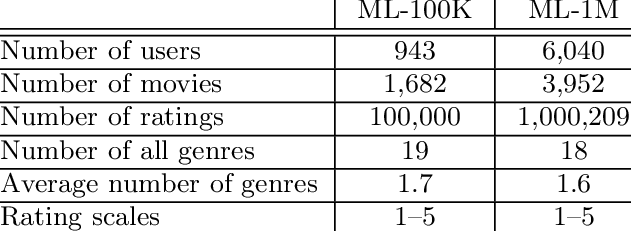 ML-100K ML-1M
Number of users 943 6,040
Number of movies 1,682 3,952
Number of ratings 100,000 1,000,209
Number of all genres 19 18
Average number of genres 1.7 1.6
Rating scales 1–5 1–5